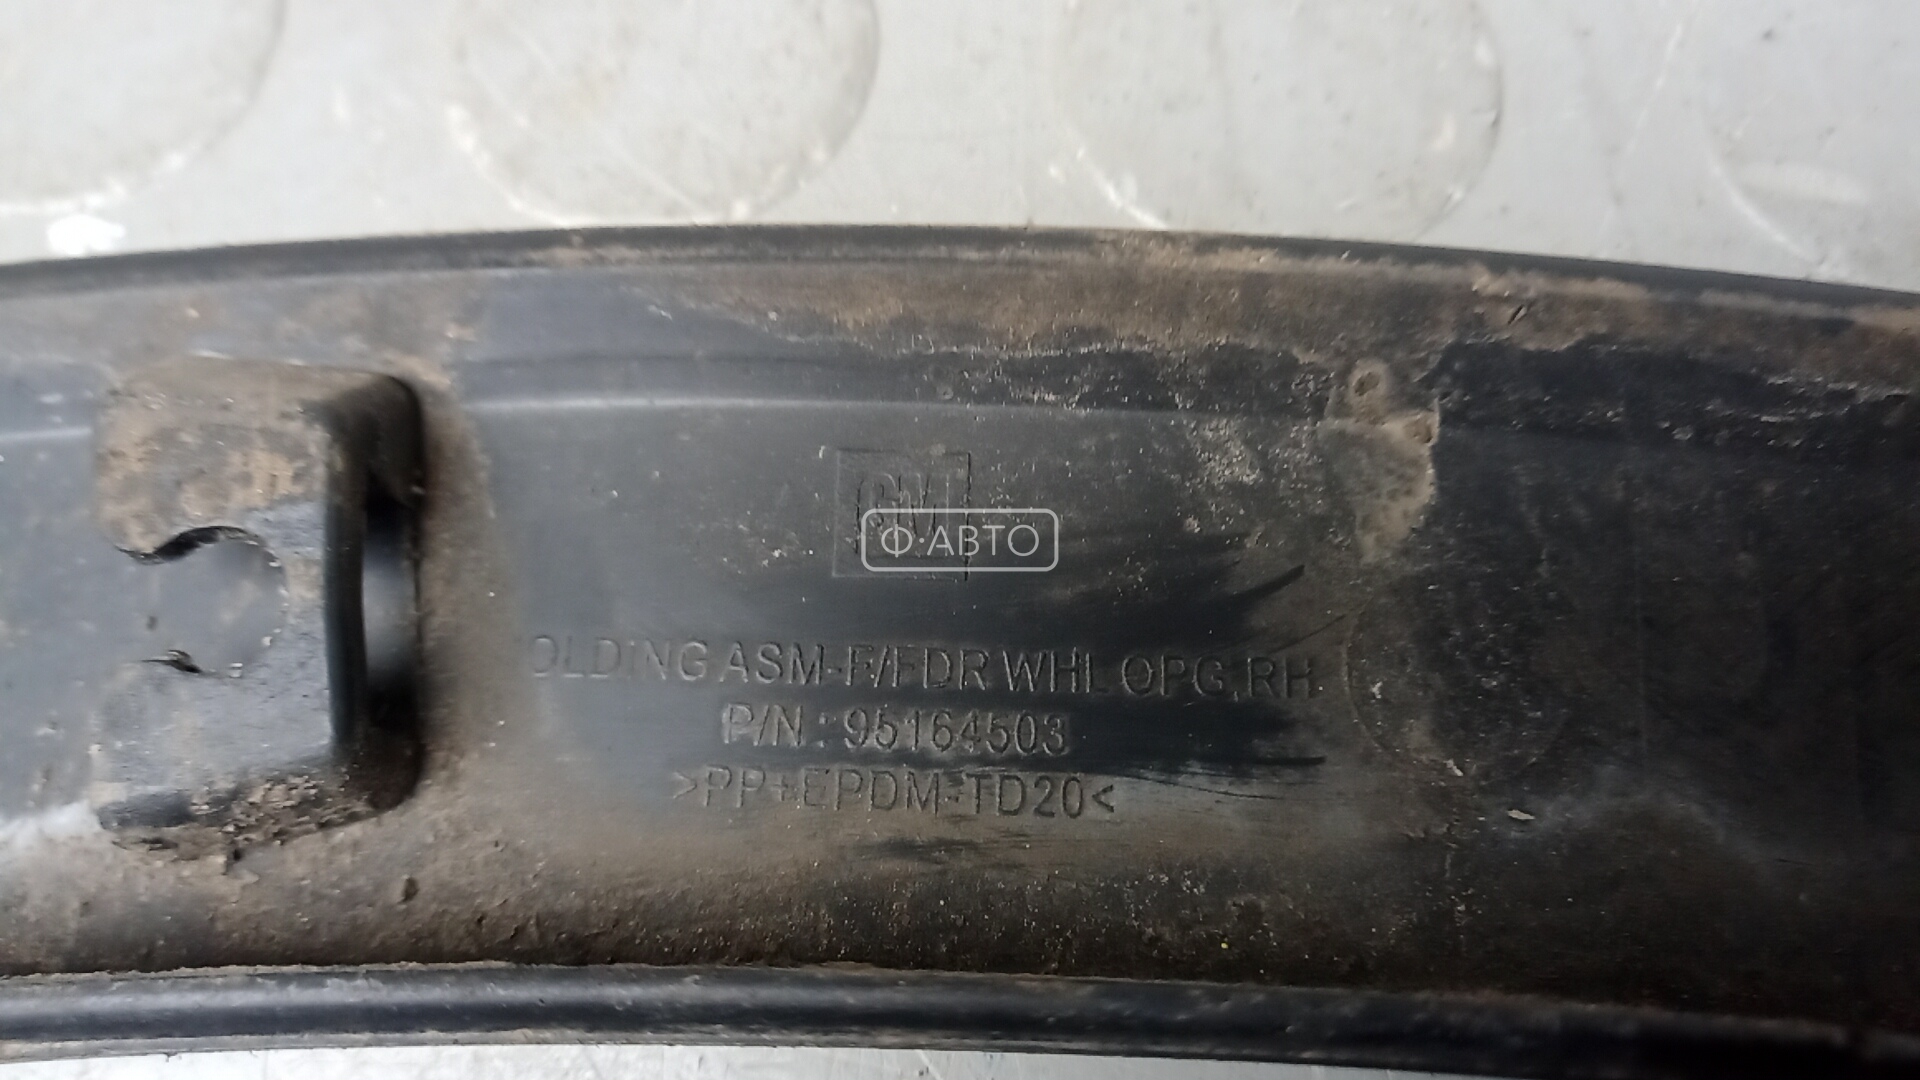 GM
Ф·АВТО
OLDING ASM-F/FDR WHL OPG,RH
P/N : 95164503
>PP+EPDM-TD20<